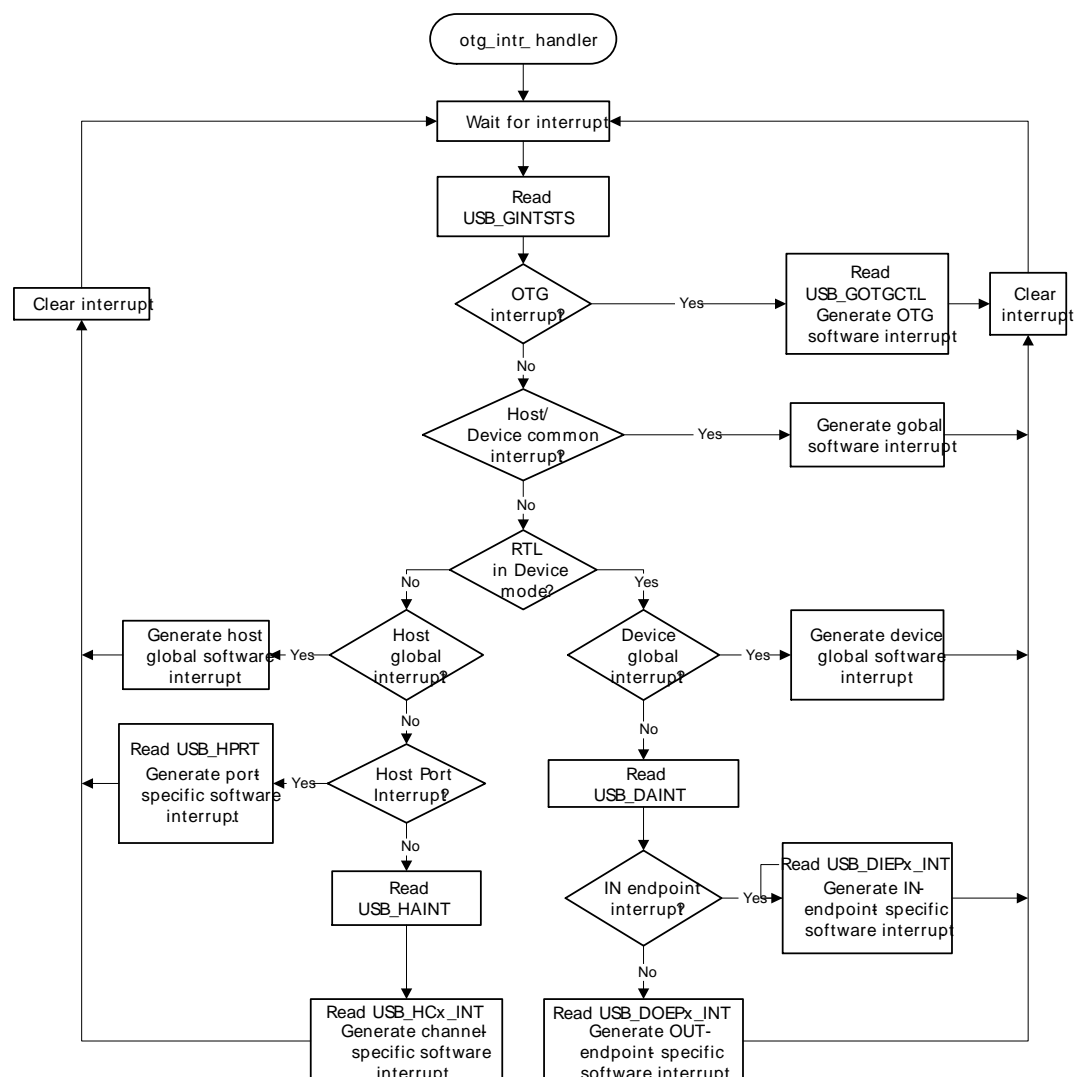 otg_intr_ handler
Wait for interrupt
Read
USB_GINTSTS
OTG
interrupt?
Yes
Read
USB_GOTGCTL.
Generate OTG
software interrupt
Clear
interrupt
Clear interrupt
No
Host/
Device common
interrupt?
Yes
Generate gobal
software interrupt
No
RTL
in Device
mode?
No
Yes
Generate host
global software
interrupt
Yes
Host
global
interrupt?
Device
global
interrupt?
Yes
Generate device
global software
interrupt
No
No
Read USB_HPRT
Generate port-
specific software
interrupt.
Yes
Host Port
Interrupt?
Read
USB_DAINT
No
Read
USB_HAINT
IN endpoint
interrupt?
Yes
Read USB_DIEPx_INT
Generate IN-
endpoint- specific
software interrupt
No
Read USB_HCx_INT
Generate channel-
specific software
interrupt
Read USB_DOEPx_INT
Generate OUT-
endpoint- specific
software interrupt